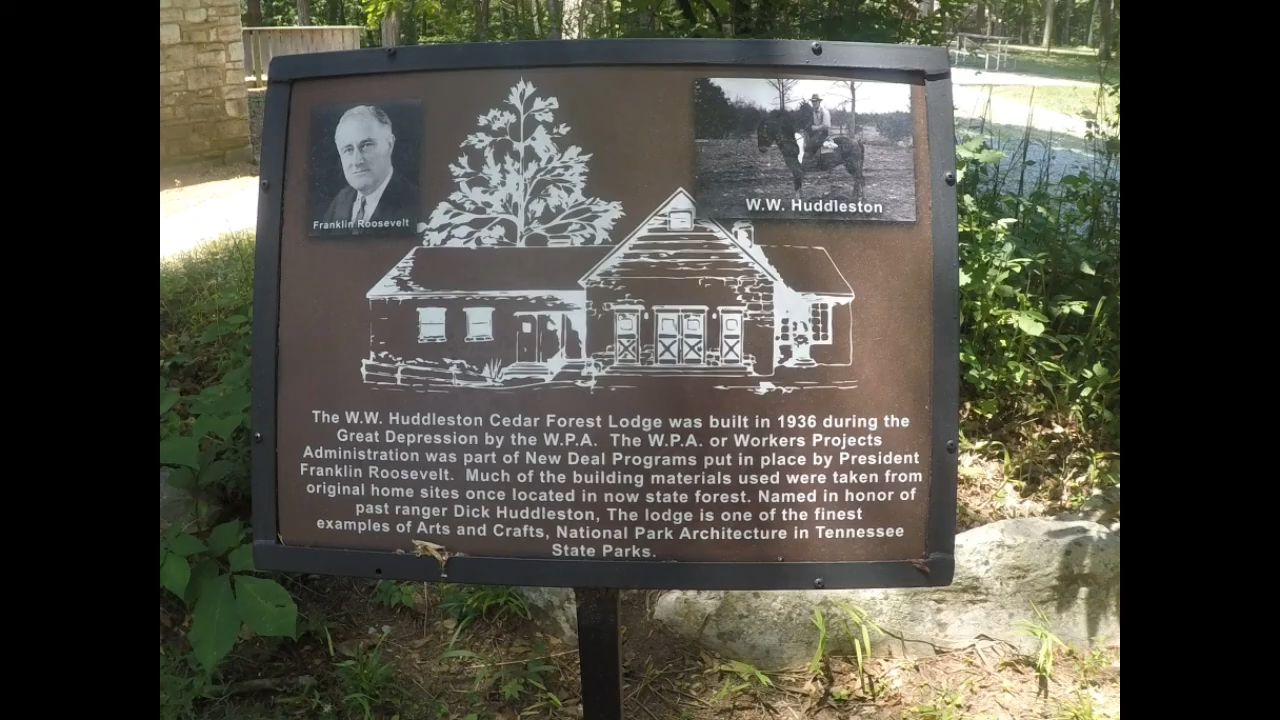 Franklin Roosevelt
W.W. Huddleston
The W.W. Huddleston Cedar Forest Lodge was built in 1936 during the
Great Depression by the W.P.A. The W.P.A. or Workers Projects
Administration was part of New Deal Programs put in place by President
Franklin Roosevelt. Much of the building materials used were taken from
original home sites once located in now state forest. Named in honor of
past ranger Dick Huddleston, The lodge is one of the finest
examples of Arts and Crafts, National Park Architecture in Tennessee
State Parks.